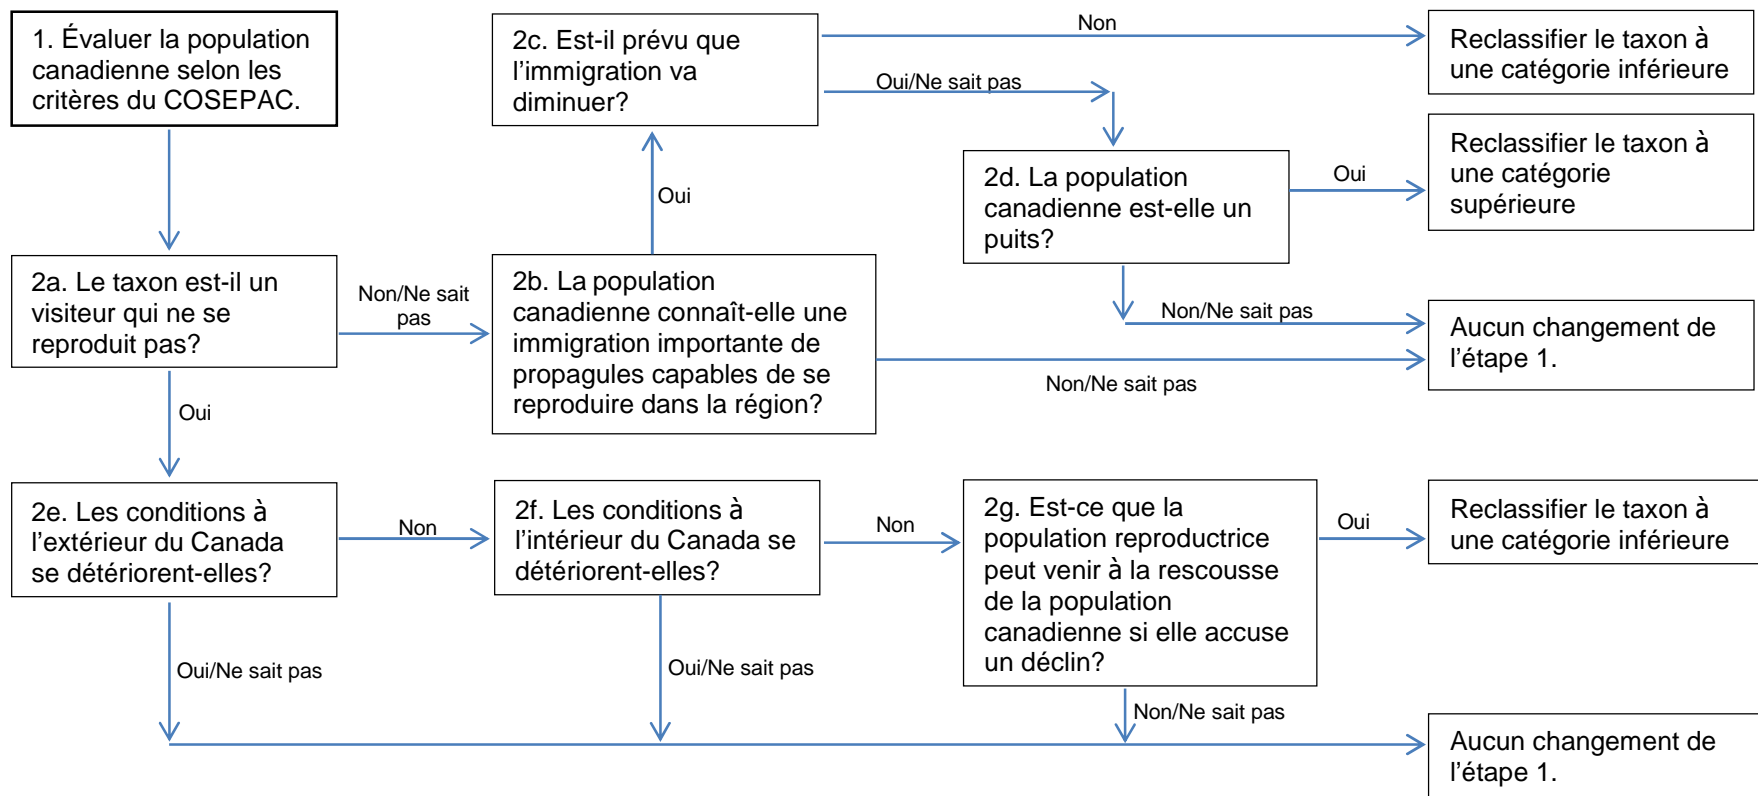 1. Évaluer la population
canadienne selon les
critères du COSEPAC.
2c. Est-il prévu que
l’immigration va
diminuer?
Non
Oui/Ne sait pas
Reclassifier le taxon à
une catégorie inférieure
2d. La population
canadienne est-elle un
puits?
Oui
Reclassifier le taxon à
une catégorie
supérieure
Oui
2a. Le taxon est-il un
visiteur qui ne se
reproduit pas?
Non/Ne sait
pas
2b. La population
canadienne connaît-elle une
immigration importante de
propagules capables de se
reproduire dans la région?
Non/Ne sait pas
Non/Ne sait pas
Aucun changement de
l’étape 1.
Oui
2e. Les conditions à
l’extérieur du Canada
se détériorent-elles?
Non
2f. Les conditions à
l’intérieur du Canada se
détériorent-elles?
Non
2g. Est-ce que la
population reproductrice
peut venir à la rescousse
de la population
canadienne si elle accuse
un déclin?
Oui
Reclassifier le taxon à
une catégorie inférieure
Oui/Ne sait pas
Oui/Ne sait pas
Non/Ne sait pas
Aucun changement de
l’étape 1.